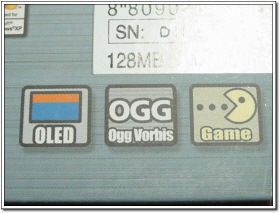 SN: D
128MB
OLED
OGG
Ogg Vorbis
Game